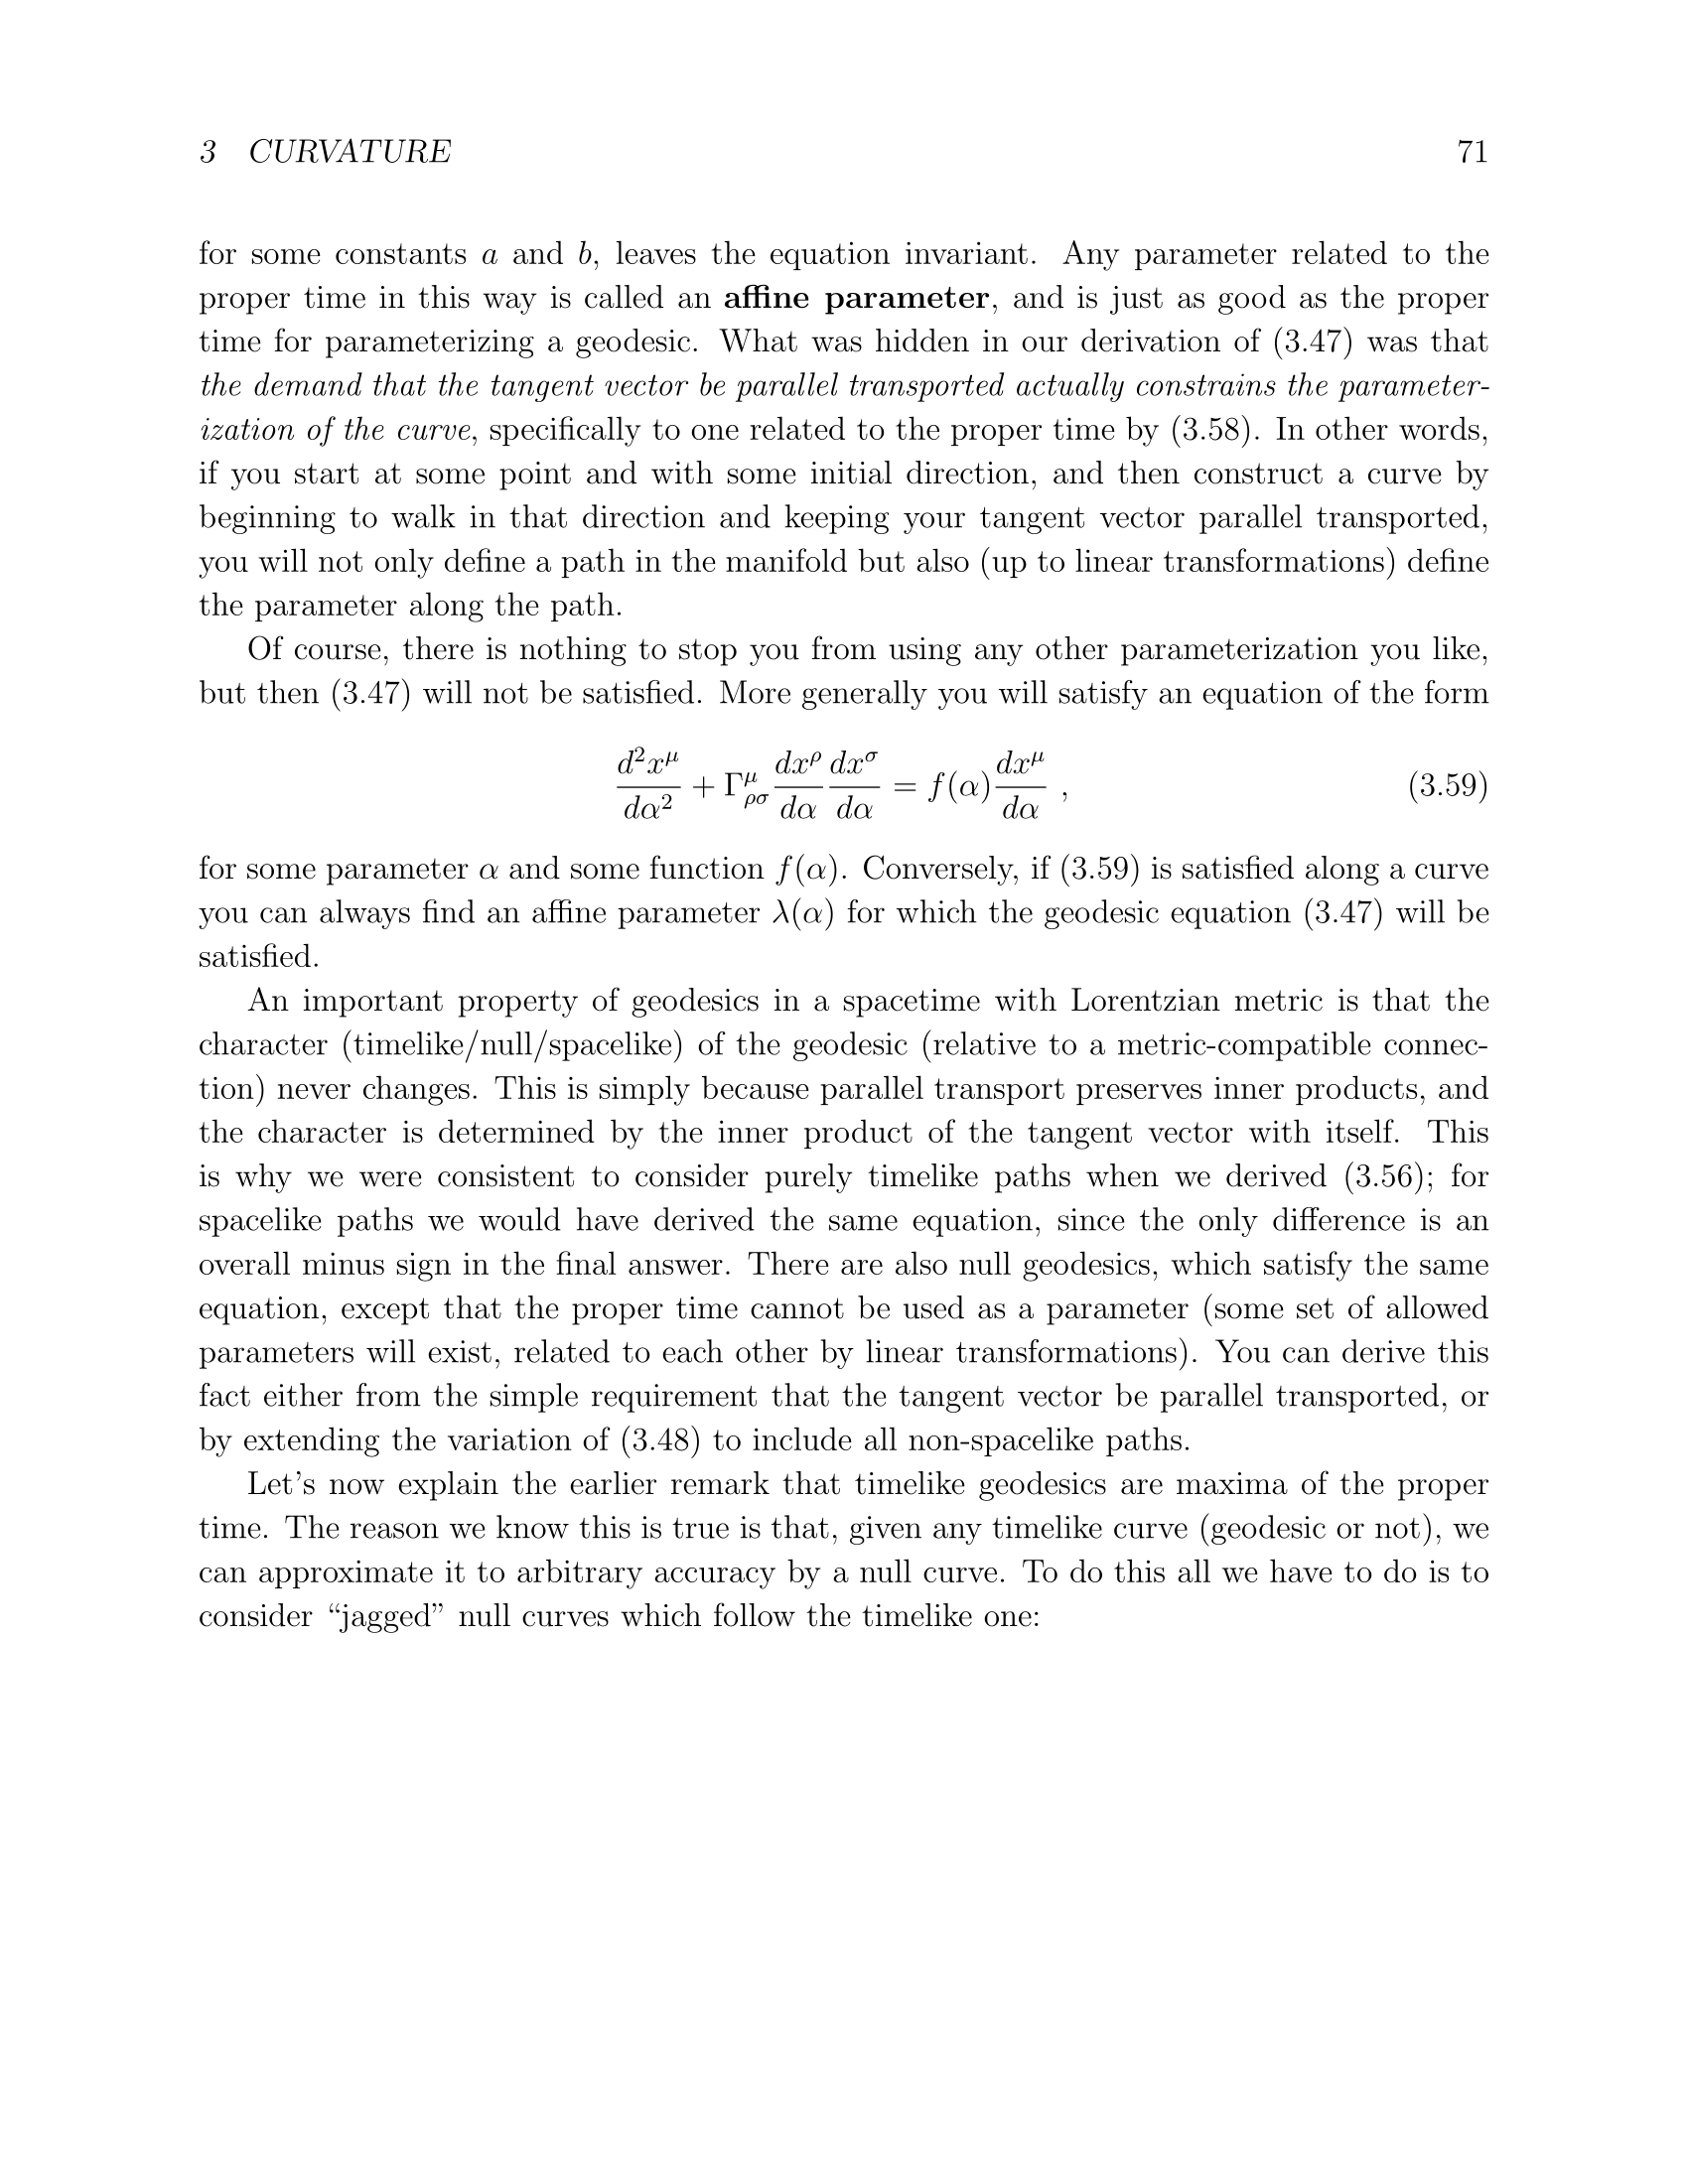 3 CURVATURE 71
for some constants a and b, leaves the equation invariant. Any parameter related to the
proper time in this way is called an affine parameter, and is just as good as the proper
time for parameterizing a geodesic. What was hidden in our derivation of (3.47) was that
the demand that the tangent vector be parallel transported actually constrains the parameter-
ization of the curve, specifically to one related to the proper time by (3.58). In other words,
if you start at some point and with some initial direction, and then construct a curve by
beginning to walk in that direction and keeping your tangent vector parallel transported,
you will not only define a path in the manifold but also (up to linear transformations) define
the parameter along the path.
Of course, there is nothing to stop you from using any other parameterization you like,
but then (3.47) will not be satisfied. More generally you will satisfy an equation of the form
\frac{d^2x^\mu}{d\alpha^2} + \Gamma^\mu_{\rho\sigma} \frac{dx^\rho}{d\alpha} \frac{dx^\sigma}{d\alpha} = f(\alpha) \frac{dx^\mu}{d\alpha} , (3.59)
for some parameter α and some function f(α). Conversely, if (3.59) is satisfied along a curve
you can always find an affine parameter λ(α) for which the geodesic equation (3.47) will be
satisfied.
An important property of geodesics in a spacetime with Lorentzian metric is that the
character (timelike/null/spacelike) of the geodesic (relative to a metric-compatible connec-
tion) never changes. This is simply because parallel transport preserves inner products, and
the character is determined by the inner product of the tangent vector with itself. This
is why we were consistent to consider purely timelike paths when we derived (3.56); for
spacelike paths we would have derived the same equation, since the only difference is an
overall minus sign in the final answer. There are also null geodesics, which satisfy the same
equation, except that the proper time cannot be used as a parameter (some set of allowed
parameters will exist, related to each other by linear transformations). You can derive this
fact either from the simple requirement that the tangent vector be parallel transported, or
by extending the variation of (3.48) to include all non-spacelike paths.
Let's now explain the earlier remark that timelike geodesics are maxima of the proper
time. The reason we know this is true is that, given any timelike curve (geodesic or not), we
can approximate it to arbitrary accuracy by a null curve. To do this all we have to do is to
consider “jagged” null curves which follow the timelike one: